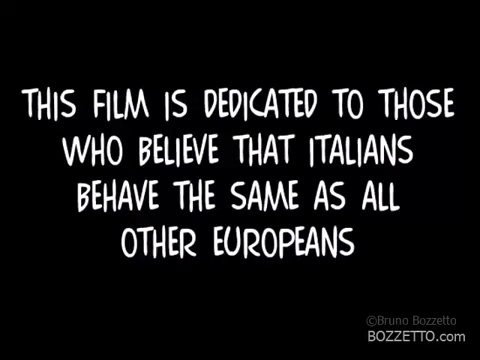 THIS FILM IS DEDICATED TO THOSE
WHO BELIEVE THAT ITALIANS
BEHAVE THE SAME AS ALL
OTHER EUROPEANS
©Bruno Bozzetto
BOZZETTO.com